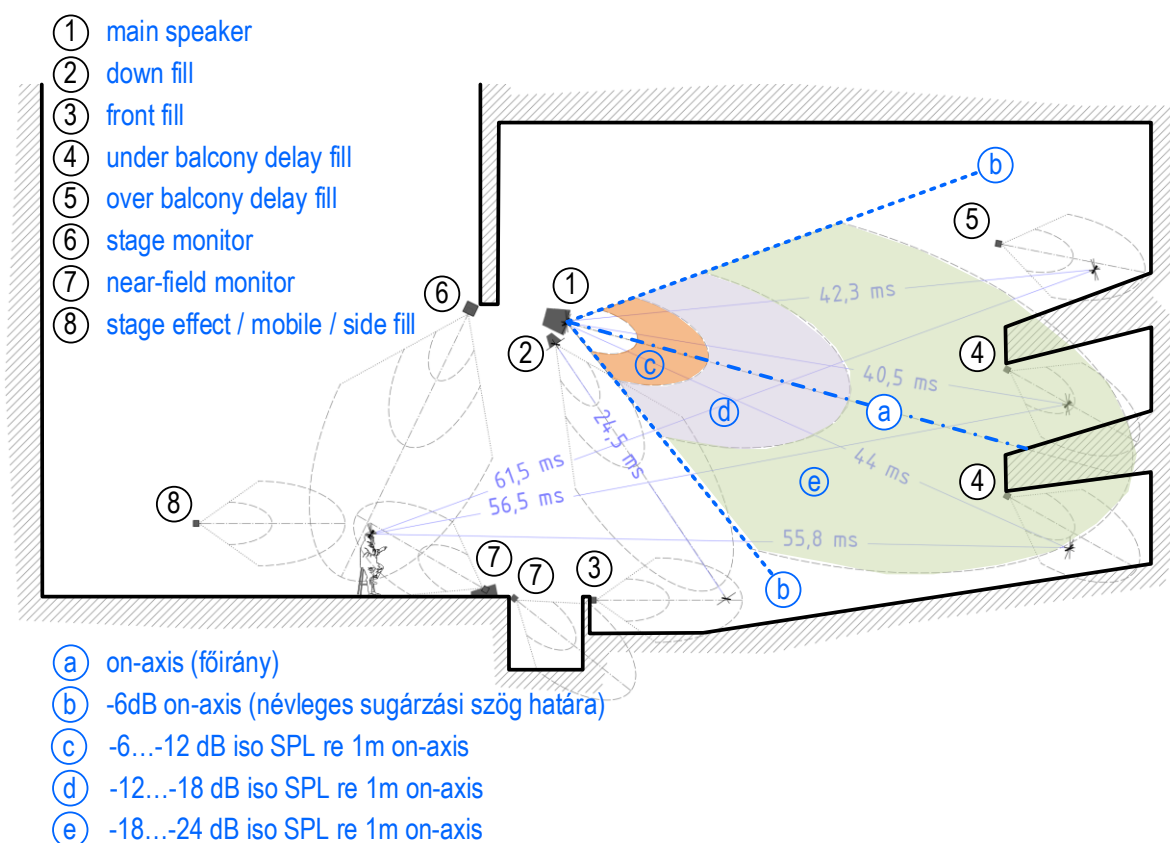 1 main speaker
2 down fill
3 front fill
4 under balcony delay fill
5 over balcony delay fill
6 stage monitor
7 near-field monitor
8 stage effect / mobile / side fill
b
5
1
6
42,3 ms
2
4
c
40,5 ms
d
a
24,5 ms
44 ms
61,5 ms
e
4
56,5 ms
8
55,8 ms
7
7
3
b
a on-axis (főirány)
b -6dB on-axis (névleges sugárzási szög határa)
c -6…-12 dB iso SPL re 1m on-axis
d -12…-18 dB iso SPL re 1m on-axis
e -18…-24 dB iso SPL re 1m on-axis